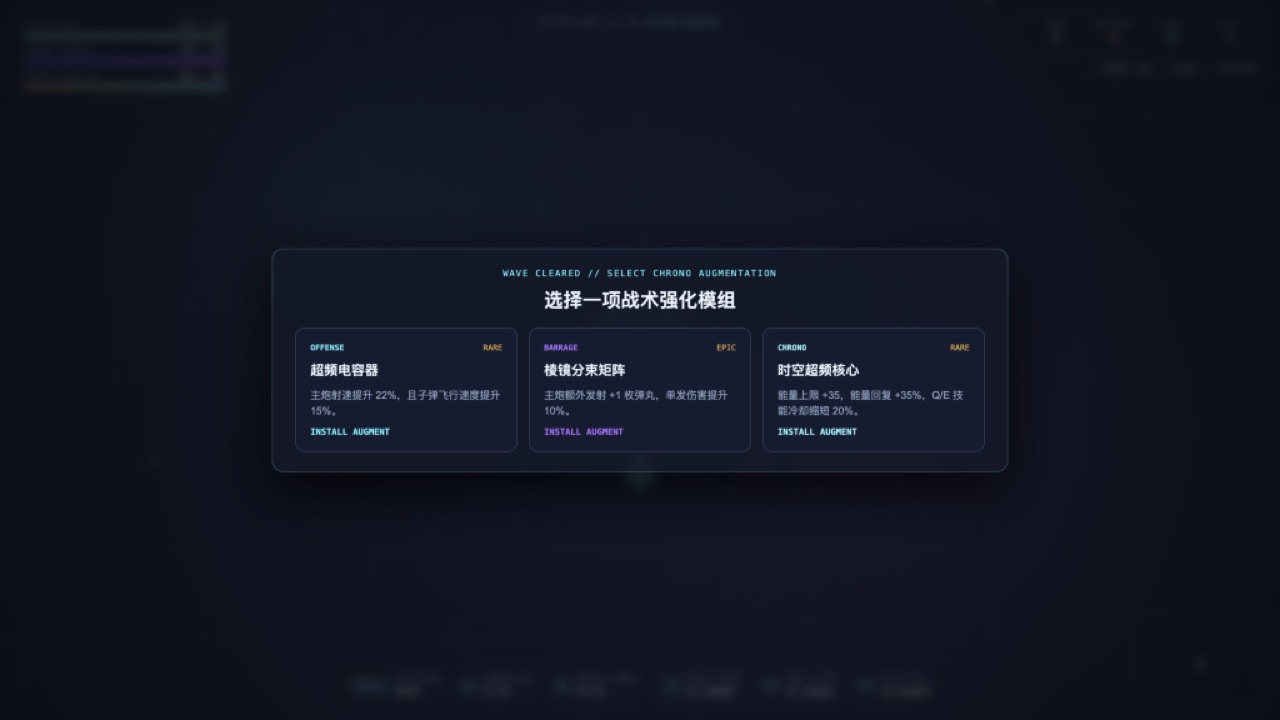 WAVE CLEARED // SELECT CHRONO AUGMENTATION
选择一项战术强化模组
OFFENSE RARE
超频电容器
主炮射速提升 22%，且子弹飞行速度提升
15%。
INSTALL AUGMENT
BARRAGE EPIC
棱镜分束矩阵
主炮额外发射 +1 枚弹丸，单发伤害提升
10%。
INSTALL AUGMENT
CHRONO RARE
时空超频核心
能量上限 +35，能量回复 +35%，Q/E 技
能冷却缩短 20%。
INSTALL AUGMENT